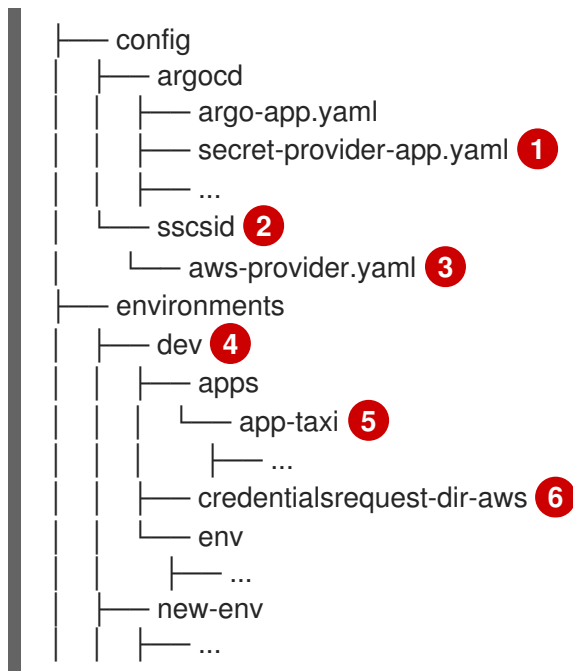 ├── config
│ ├── argocd
│ │ ├── argo-app.yaml
│ │ ├── secret-provider-app.yaml 1
│ │ ├── ...
│ └── sscsid 2
│ └── aws-provider.yaml 3
├── environments
│ ├── dev 4
│ │ ├── apps
│ │ │ └── app-taxi 5
│ │ │ ├── ...
│ │ ├── credentialsrequest-dir-aws 6
│ │ └── env
│ │ ├── ...
│ ├── new-env
│ │ ├── ...